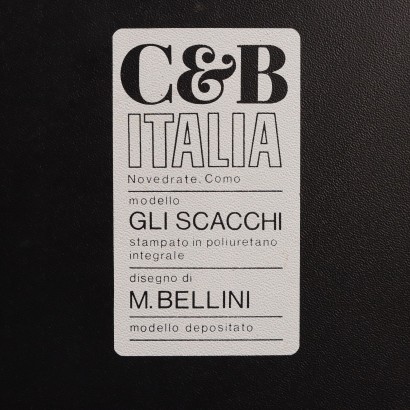 C&B
ITALIA
Novedrate. Como
modello
GLI SCACCHI
stampato in poliuretano
integrale
disegno di
M. BELLINI
modello depositato